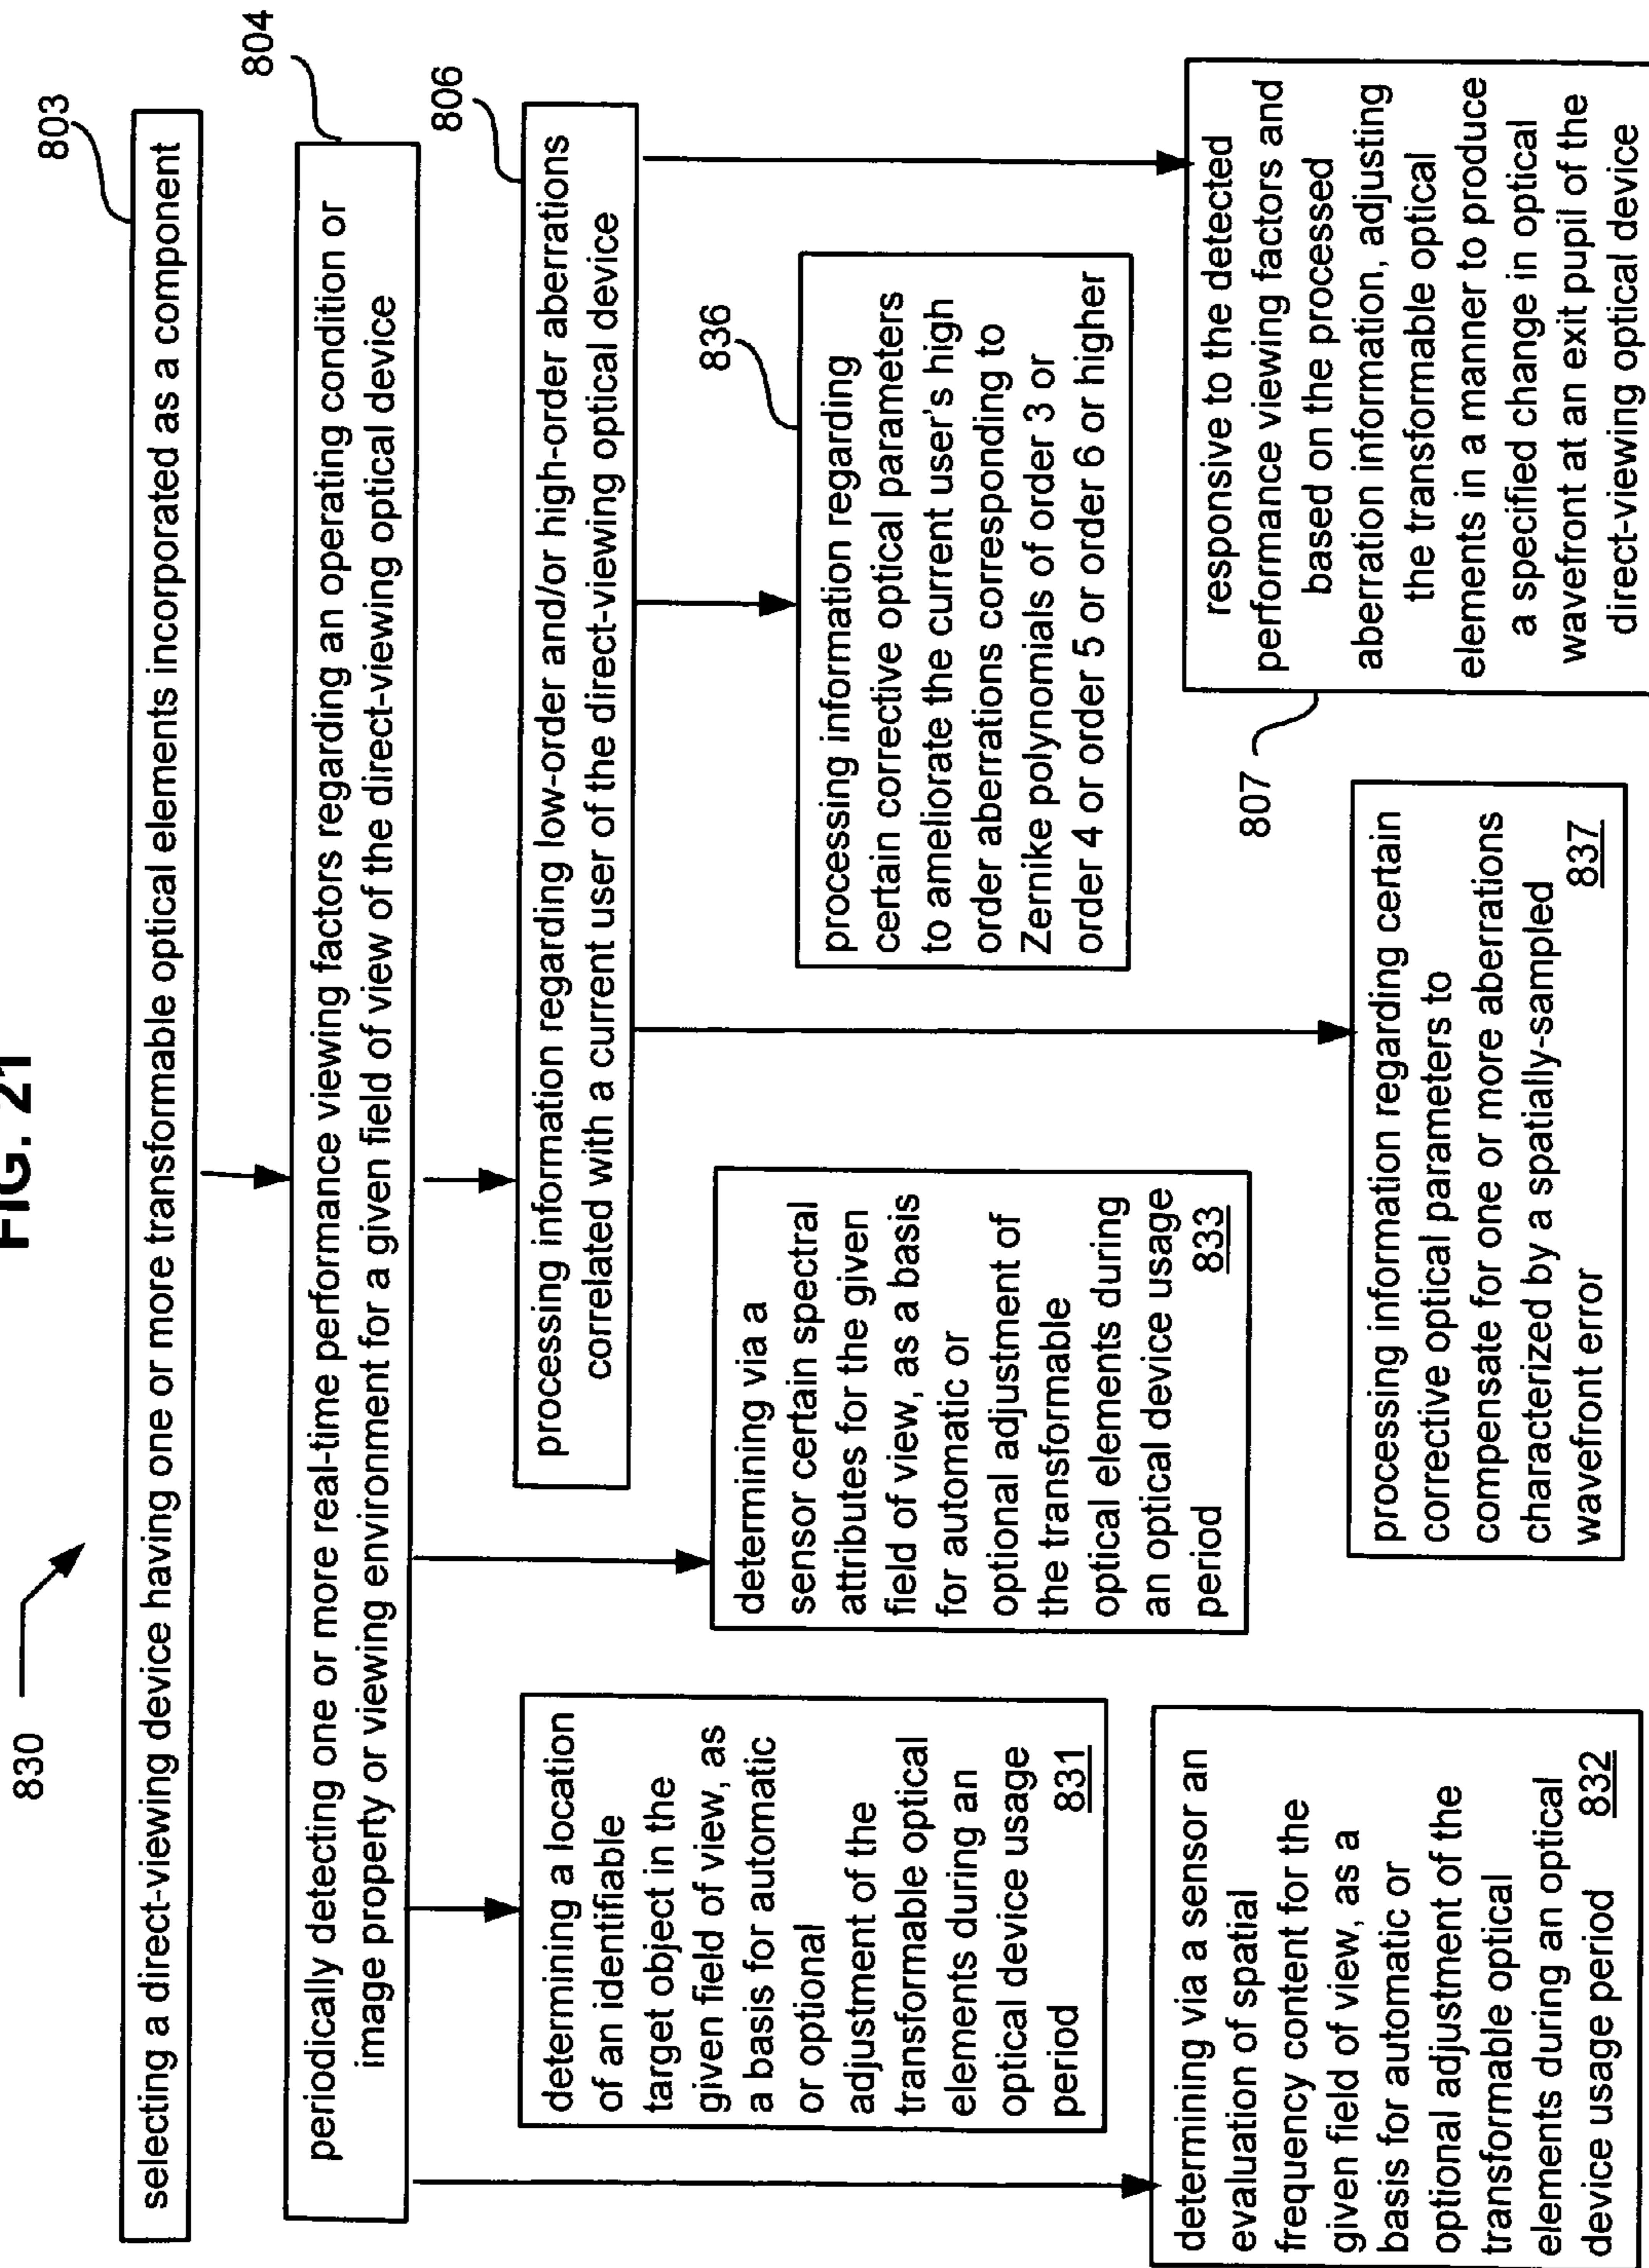 FIG. 21
830
803
selecting a direct-viewing device having one or more transformable optical elements incorporated as a component
804
periodically detecting one or more real-time performance viewing factors regarding an operating condition or
image property or viewing environment for a given field of view of the direct-viewing optical device
806
processing information regarding low-order and/or high-order aberrations
correlated with a current user of the direct-viewing optical device
determining a location
of an identifiable
target object in the
given field of view, as
a basis for automatic
or optional
adjustment of the
transformable optical
elements during an
optical device usage
period 831
determining via a sensor an
evaluation of spatial
frequency content for the
given field of view, as a
basis for automatic or
optional adjustment of the
transformable optical
elements during an optical
device usage period 832
determining via a
sensor certain spectral
attributes for the given
field of view, as a basis
for automatic or
optional adjustment of
the transformable
optical elements during
an optical device usage
period 833
836
processing information regarding
certain corrective optical parameters
to ameliorate the current user's high
order aberrations corresponding to
Zernike polynomials of order 3 or
order 4 or order 5 or order 6 or higher
processing information regarding certain
corrective optical parameters to
compensate for one or more aberrations
characterized by a spatially-sampled
wavefront error 837
807
responsive to the detected
performance viewing factors and
based on the processed
aberration information, adjusting
the transformable optical
elements in a manner to produce
a specified change in optical
wavefront at an exit pupil of the
direct-viewing optical device